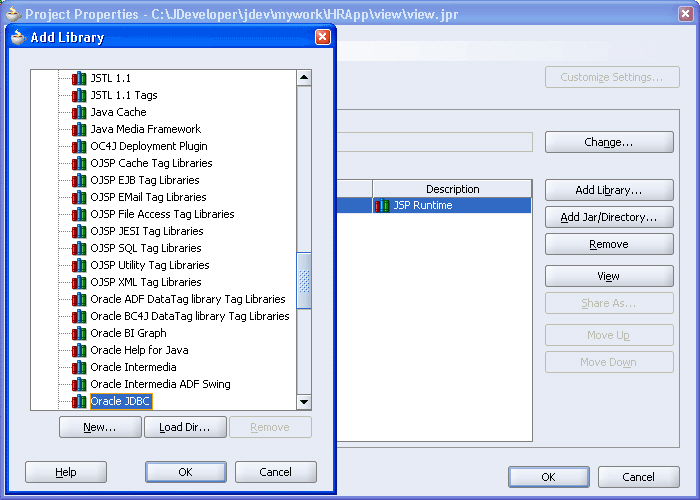 Project Properties - C:\JDeveloper\jdev\mywork\HRApp\view\view.jpr
Add Library
JSTL 1.1
JSTL 1.1 Tags
Java Cache
Java Media Framework
OC4J Deployment Plugin
OJSP Cache Tag Libraries
OJSP EJB Tag Libraries
OJSP EMail Tag Libraries
OJSP File Access Tag Libraries
OJSP JESI Tag Libraries
OJSP SQL Tag Libraries
OJSP Utility Tag Libraries
OJSP XML Tag Libraries
Oracle ADF DataTag library Tag Libraries
Oracle BC4J DataTag library Tag Libraries
Oracle BI Graph
Oracle Help for Java
Oracle Intermedia
Oracle Intermedia ADF Swing
Oracle JDBC
New... Load Dir... Remove
Help OK Cancel
Customize Settings...
Change...
Description
JSP Runtime
Add Library...
Add Jar/Directory...
Remove
View
Share As...
Move Up
Move Down
OK Cancel